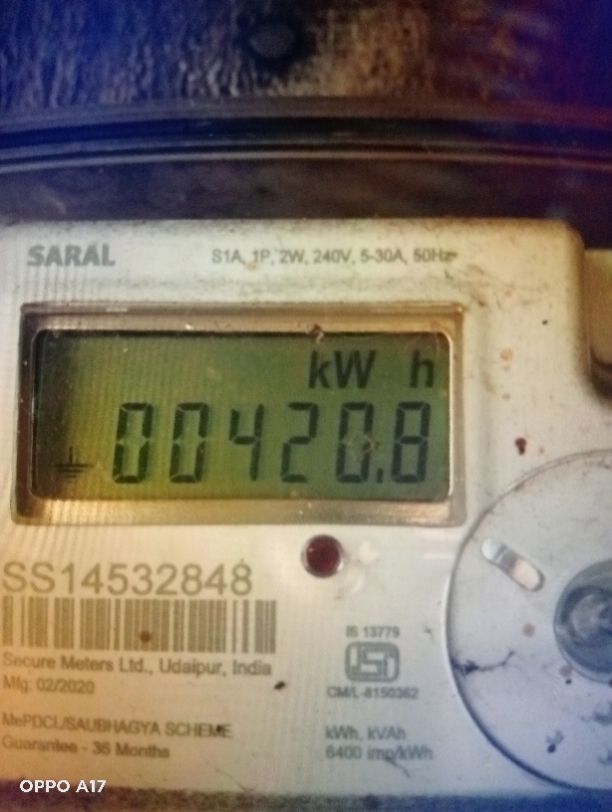 SARAL
S1A, 1P, 2W, 240V, 5-30A, 50Hz
kW h
00420.8
SS14532848
Secure Meters Ltd., Udaipur, India
Mfg: 02/2020
MePDCL/SAUBHAGYA SCHEME
Guarantee - 36 Months
IS 13779
ISI
CM/L-8150362
kWh, kVAh
6400 imp/kWh
OPPO A17